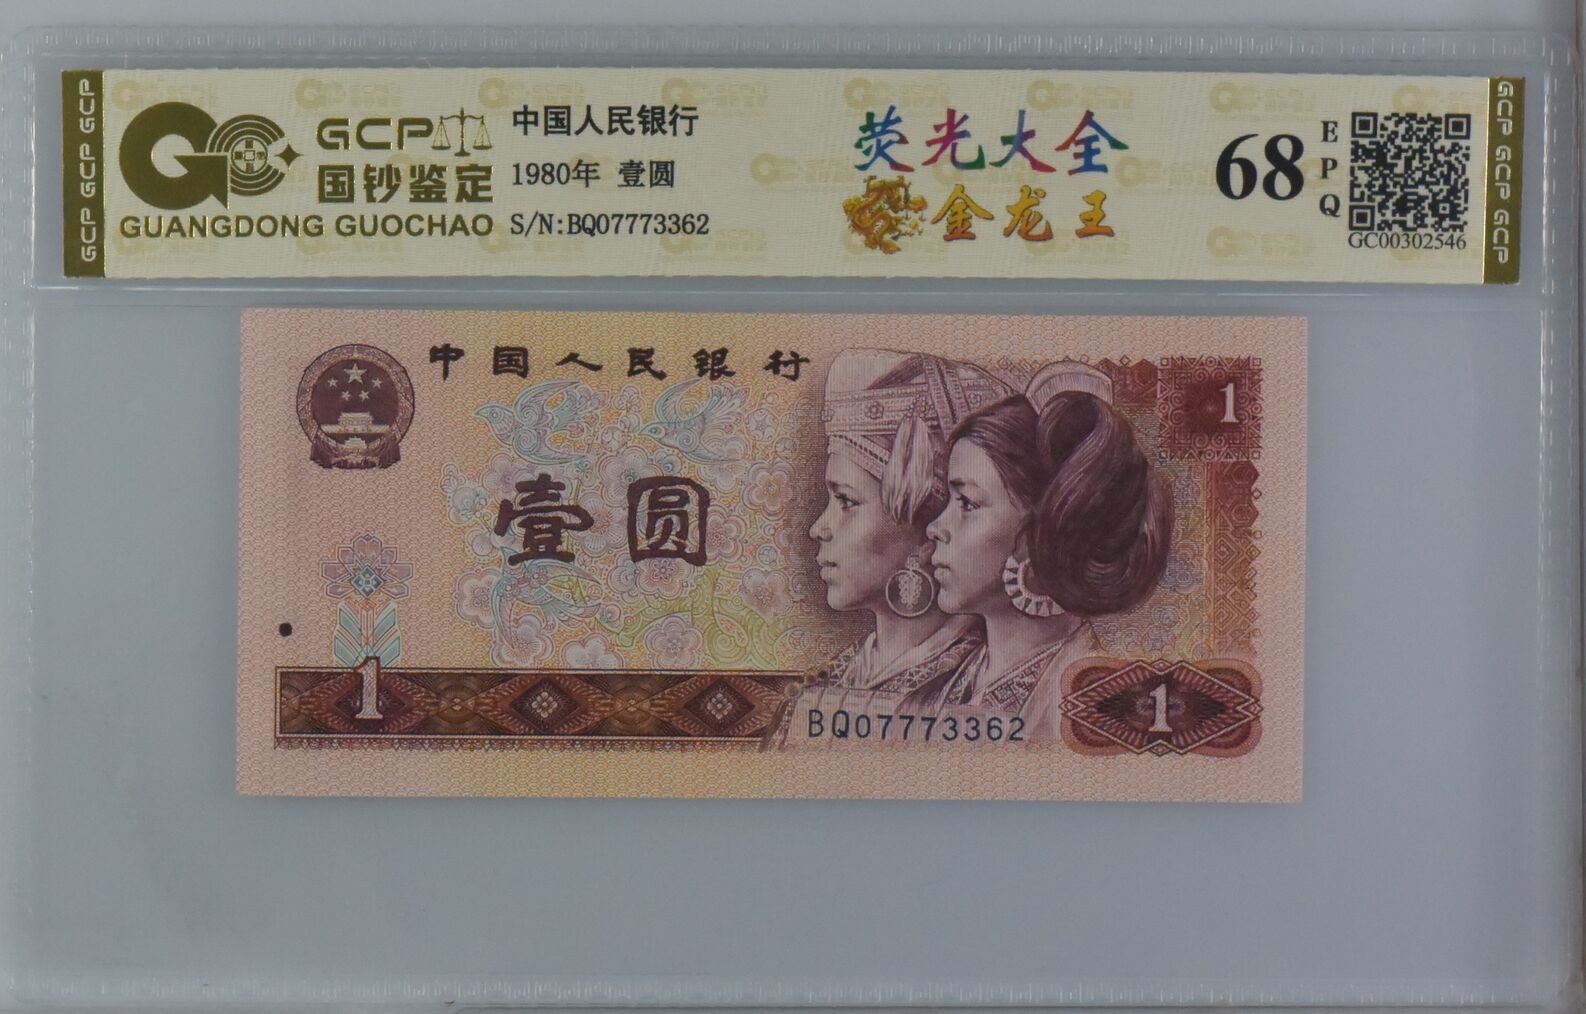 GCP GCP GCP
GCP
国钞鉴定
GUANGDONG GUOCHAO
中国人民银行
1980年 壹圆
S/N:BQ07773362
荧光大全
金龙王
68
EPQ
GC00302546
GCP GCP GCP
中国人民银行
1
壹圆
1
BQ07773362
1